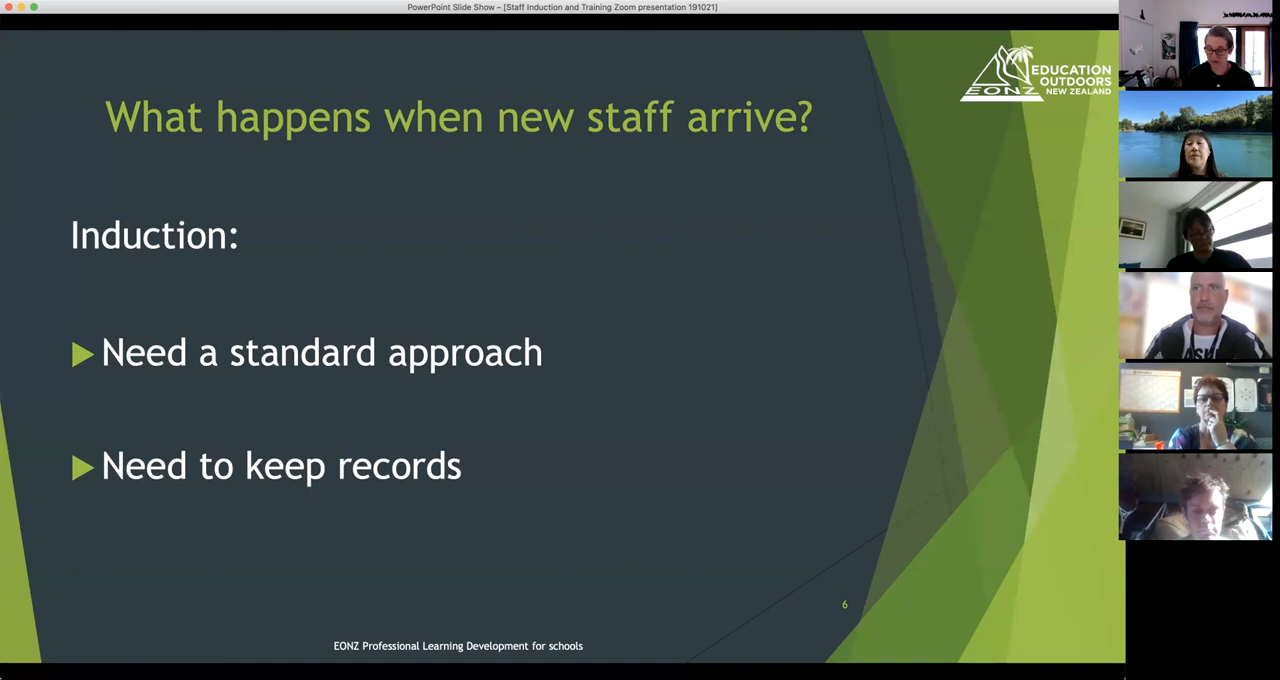 PowerPoint Slide Show – [Staff Induction and Training Zoom presentation 191021]
EDUCATION
OUTDOORS
NEW ZEALAND
EONZ
What happens when new staff arrive?
Induction:
Need a standard approach
Need to keep records
6
EONZ Professional Learning Development for schools